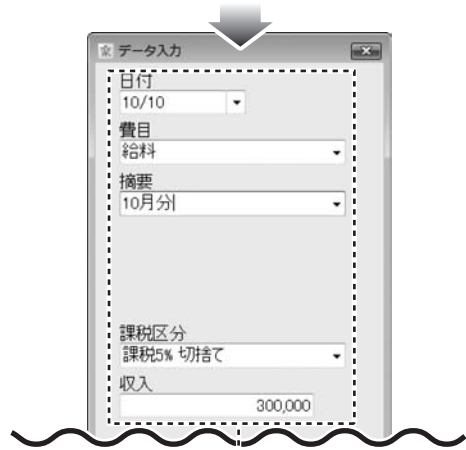 データ入力
日付
10/10
費目
給料
摘要
10月分
課税区分
課税5% 切捨て
収入
300,000